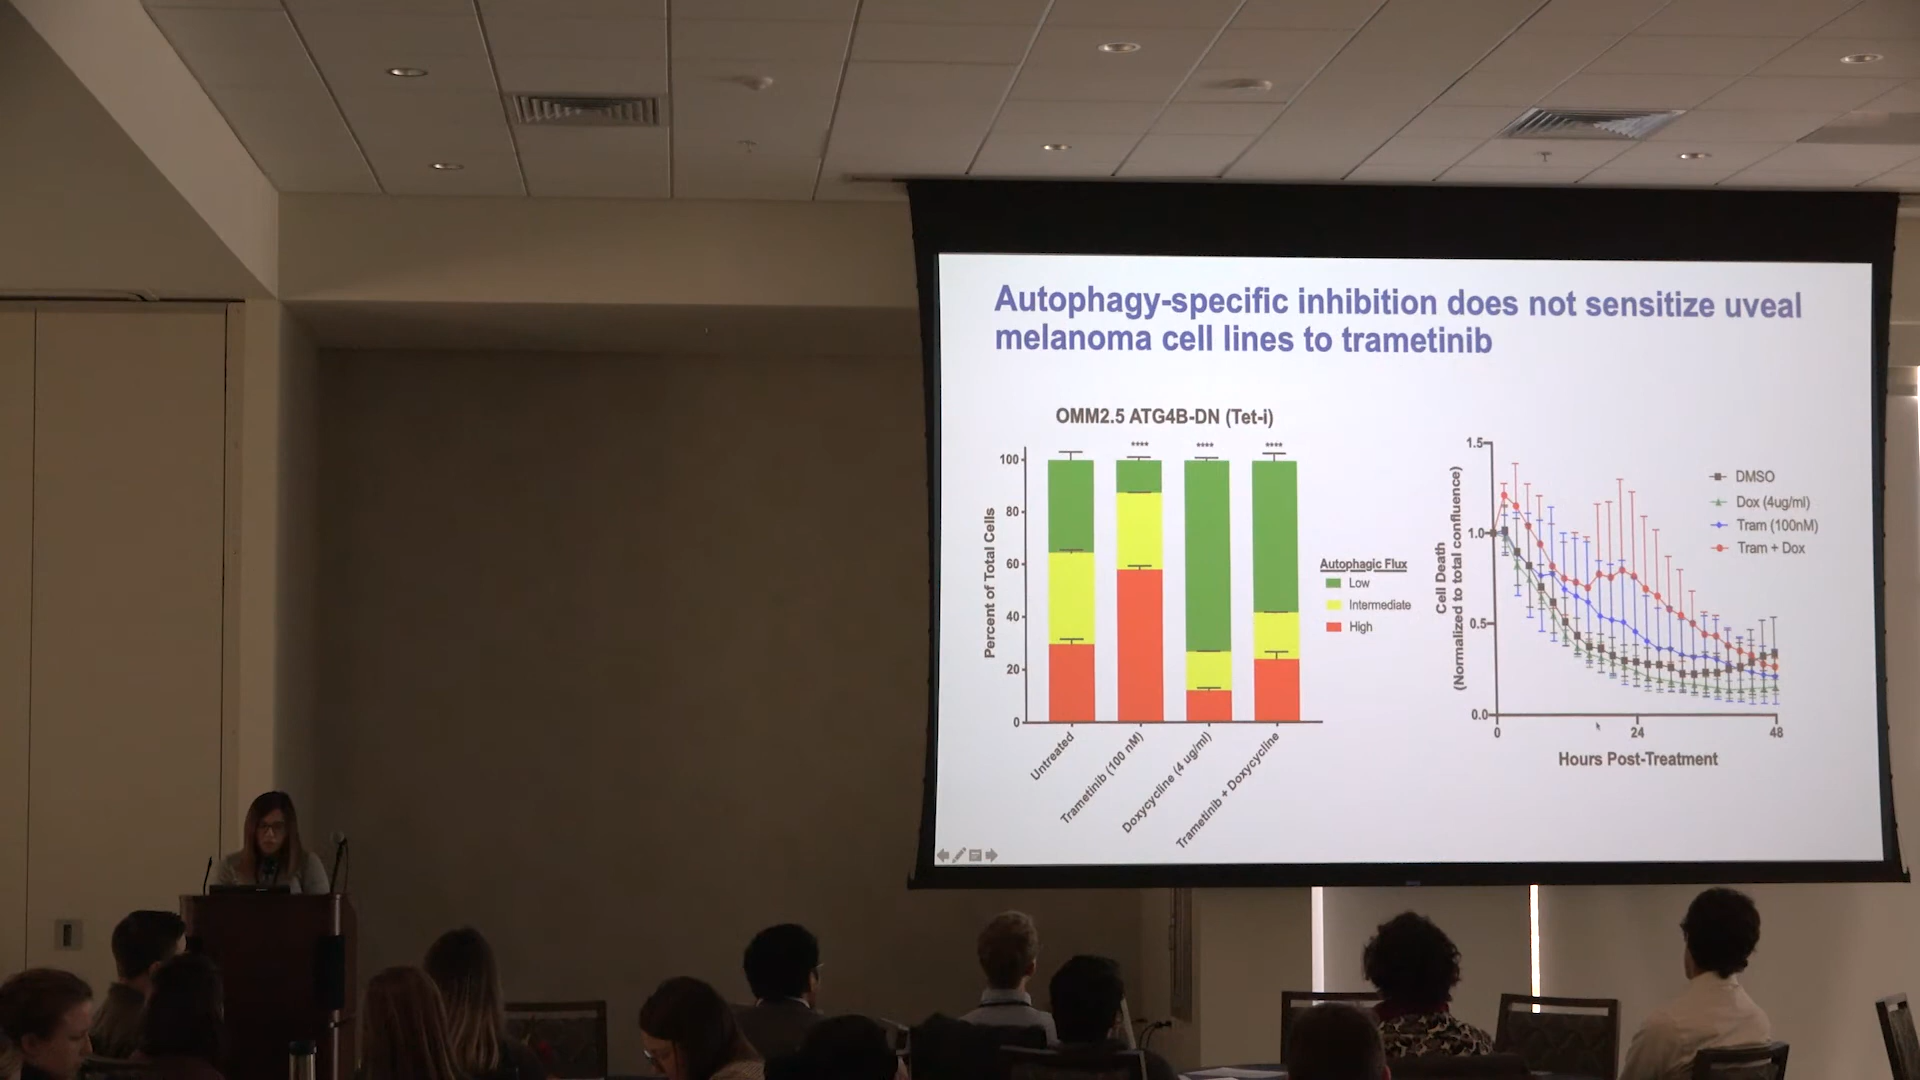 Autophagy-specific inhibition does not sensitize uveal
melanoma cell lines to trametinib
OMM2.5 ATG4B-DN (Tet-i)
**** **** ****
Percent of Total Cells
100
80
60
40
20
0
Untreated
Trametinib (100 nM)
Doxycycline (4 ug/ml)
Trametinib + Doxycycline
Autophagic Flux
Low
Intermediate
High
Cell Death
(Normalized to total confluence)
1.5
1.0
0.5
0.0
0 24 48
Hours Post-Treatment
DMSO
Dox (4ug/ml)
Tram (100nM)
Tram + Dox